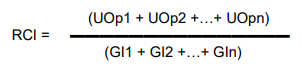 (UOp1 + UOp2 +…+ UOpn)
RCI =
(GI1 + GI2 +…+ GIn)